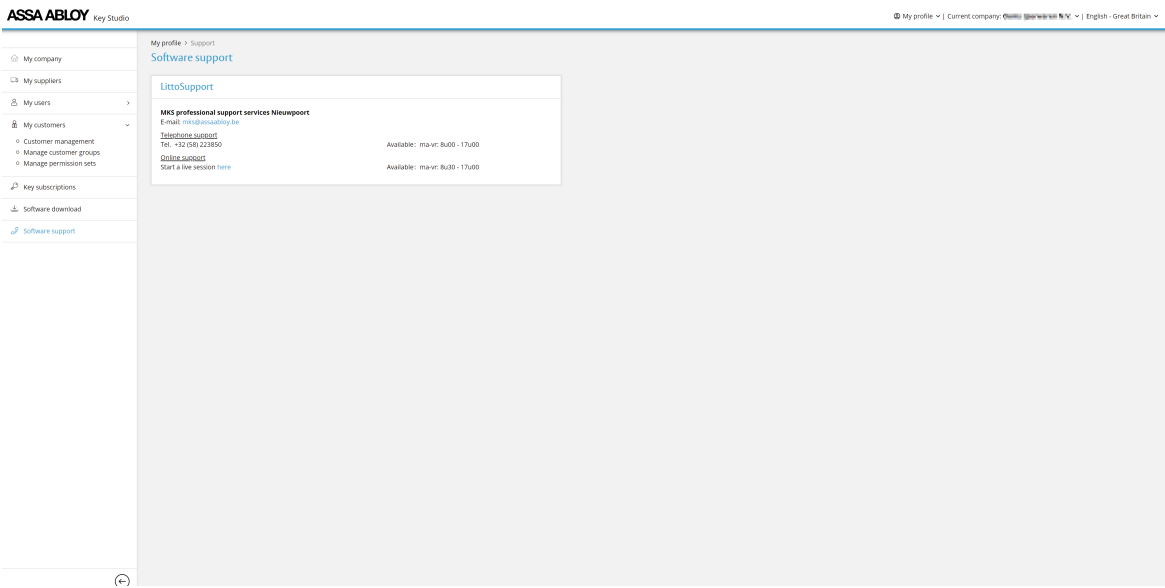 ASSA ABLOY Key Studio
My profile | Current company: | English - Great Britain
My company
My suppliers
My users
My customers
Customer management
Manage customer groups
Manage permission sets
Key subscriptions
Software download
Software support
My profile > Support
Software support
LittoSupport
MKS professional support services Nieuwpoort
E-mail: mks@assaabloy.be
Telephone support
Tel. +32 (58) 223850 Available: ma-vr: 8u00 - 17u00
Online support
Start a live session here Available: ma-vr: 8u30 - 17u00